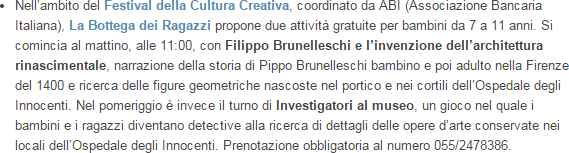 • Nell'ambito del Festival della Cultura Creativa, coordinato da ABI (Associazione Bancaria
Italiana), La Bottega dei Ragazzi propone due attività gratuite per bambini da 7 a 11 anni. Si
comincia al mattino, alle 11:00, con Filippo Brunelleschi e l'invenzione dell'architettura
rinascimentale, narrazione della storia di Pippo Brunelleschi bambino e poi adulto nella Firenze
del 1400 e ricerca delle figure geometriche nascoste nel portico e nei cortili dell'Ospedale degli
Innocenti. Nel pomeriggio è invece il turno di Investigatori al museo, un gioco nel quale i
bambini e i ragazzi diventano detective alla ricerca di dettagli delle opere d'arte conservate nei
locali dell'Ospedale degli Innocenti. Prenotazione obbligatoria al numero 055/2478386.